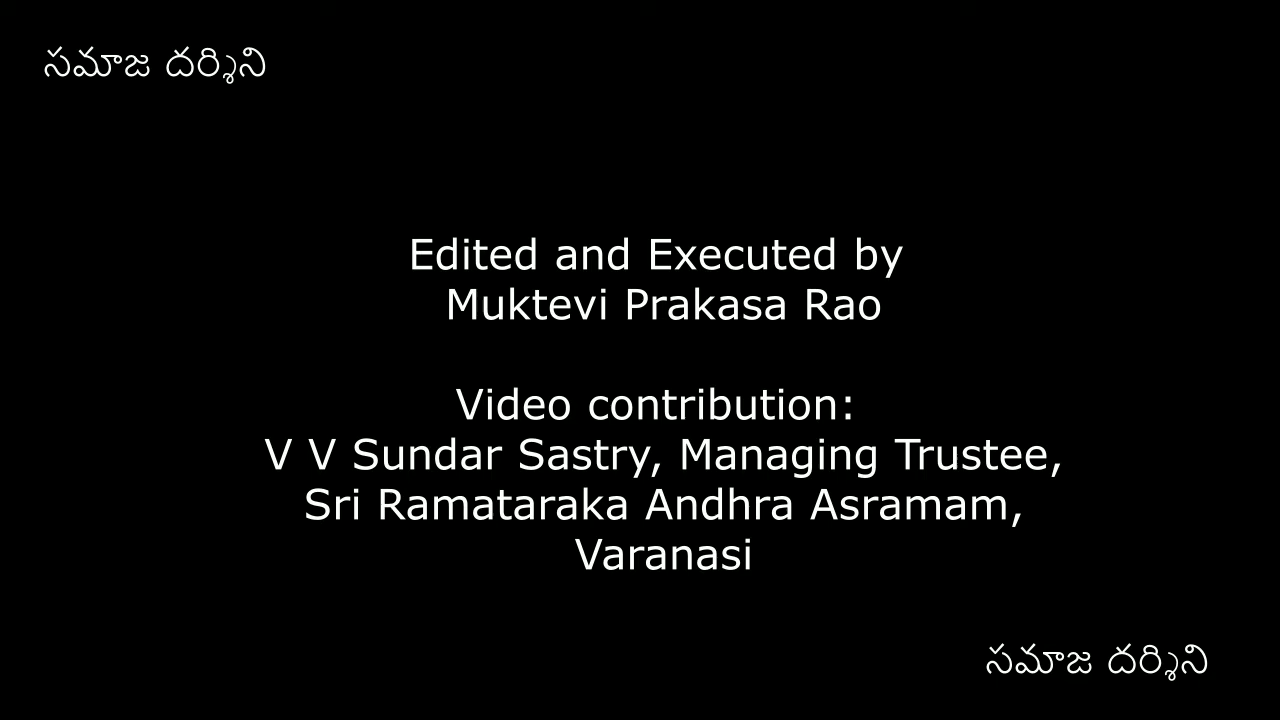 సమాజ దర్శిని
Edited and Executed by
Muktevi Prakasa Rao
Video contribution:
V V Sundar Sastry, Managing Trustee,
Sri Ramataraka Andhra Asramam,
Varanasi
సమాజ దర్శిని